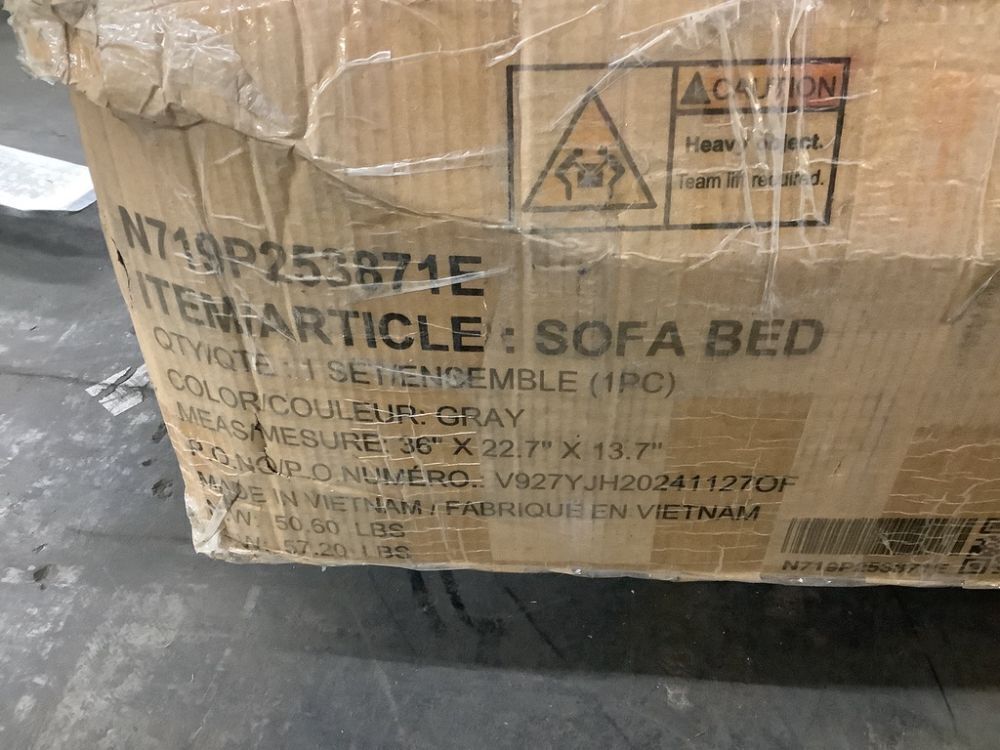 CAUTION
Heavy object.
Team lift required.
N719P253871E
ITEM/ARTICLE : SOFA BED
QTY/QTÉ : 1 SET/ENSEMBLE (1PC)
COLOR/COULEUR: GRAY
MEAS/MESURE: 36" X 22.7" X 13.7"
P.O.NO/P.O.NUMÉRO.: V927YJH20241127OF
MADE IN VIETNAM / FABRIQUÉ EN VIETNAM
N.W: 50.60 LBS
57.20 LBS
N719P253871E